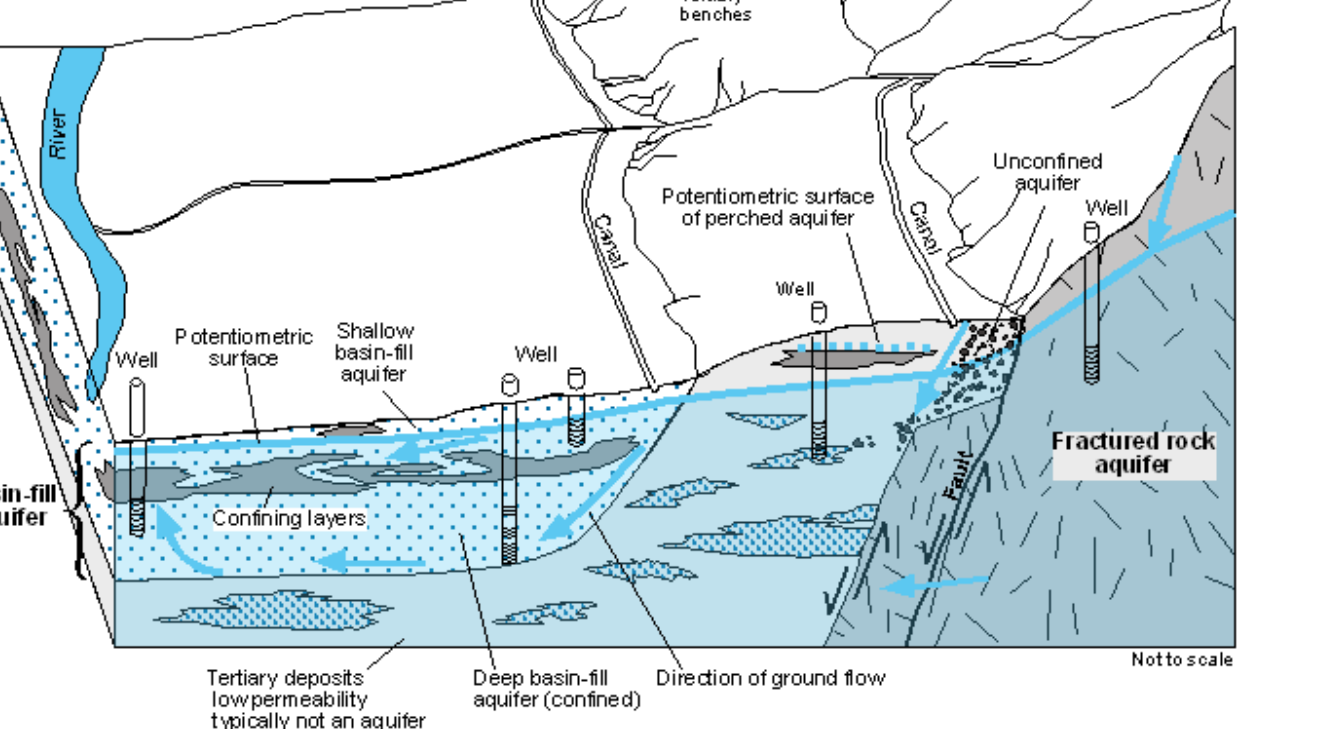 benches
River
Unconfined
aquifer
Potentiometric surface
of perched aquifer
Canal
Well
Canal
Well
Potentiometric
surface
Shallow
basin-fill
aquifer
Well
Well
Fractured rock
aquifer
Fault
in-fill
uifer
Confining layers
Not to scale
Tertiary deposits
low permeability
typically not an aquifer
Deep basin-fill
aquifer (confined)
Direction of ground flow